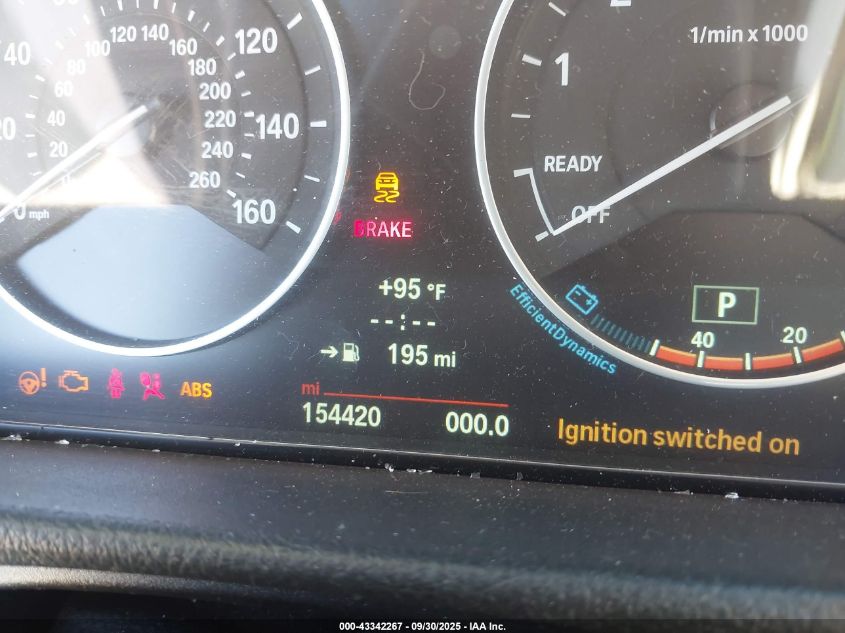 40
20
0 mph
120
140
160
20
40
60
80
100
120
140
160
180
200
220
240
260
BRAKE
+95 °F
--:--
195 mi
mi
154420 000.0
ABS
1/min x 1000
1
READY
OFF
P
EfficientDynamics
40 20
Ignition switched on
000-43342267 - 09/30/2025 - IAA Inc.